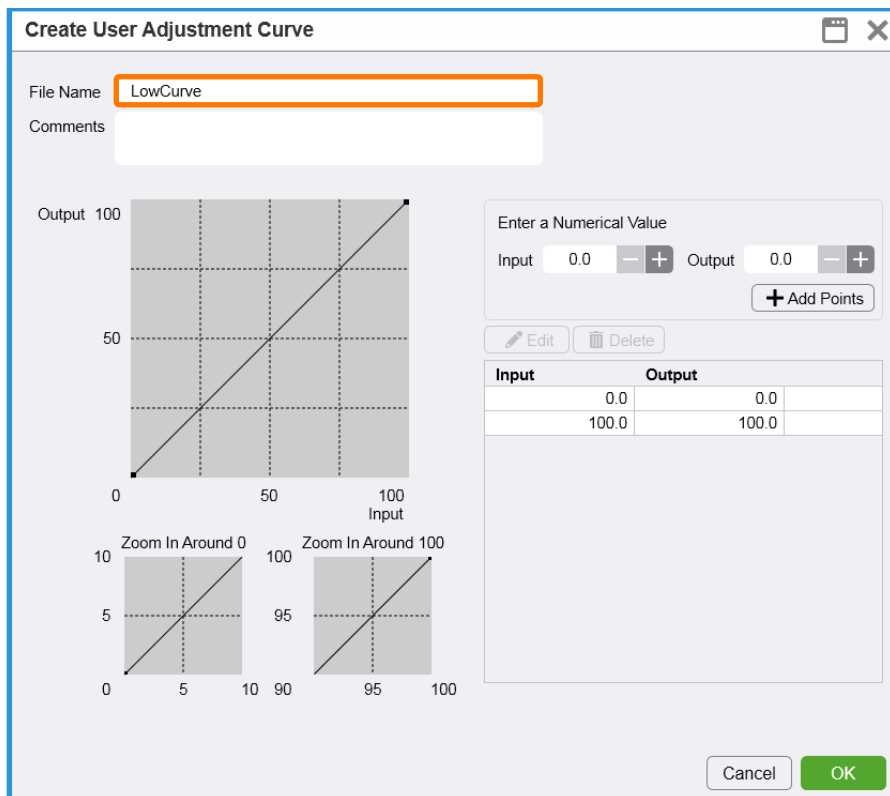 Create User Adjustment Curve
File Name LowCurve
Comments
Output 100
50
0 50 100
Input
Zoom In Around 0
10
5
0 5 10
Zoom In Around 100
100
95
90 95 100
Enter a Numerical Value
Input 0.0 Output 0.0
Add Points
Edit Delete
Input Output
0.0 0.0
100.0 100.0
Cancel OK